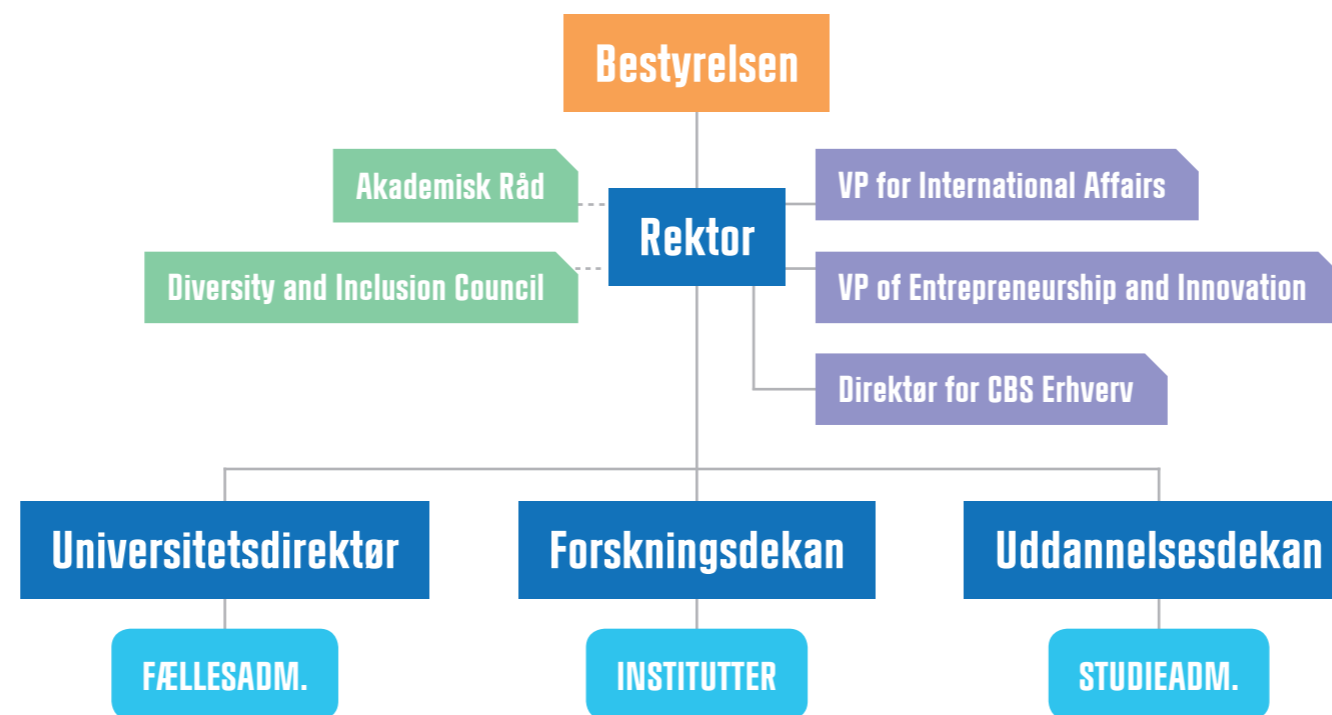 Bestyrelsen
Akademisk Råd
VP for International Affairs
Rektor
Diversity and Inclusion Council
VP of Entrepreneurship and Innovation
Direktør for CBS Erhverv
Universitetsdirektør
Forskningsdekan
Uddannelsesdekan
FÆLLESADM.
INSTITUTTER
STUDIEADM.